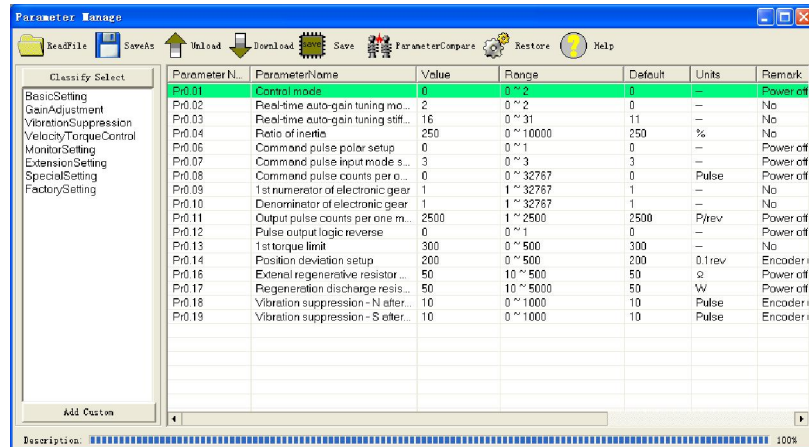 Parameter Manage
ReadFile SaveAs Unload Download save Save ParameterCompare Restore ? Help
Classify Select
BasicSetting
GainAdjustment
VibrationSuppression
VelocityTorqueControl
MonitorSetting
ExtensionSetting
SpecialSetting
FactorySetting
Add Custom
Parameter N... ParameterName Value Range Default Units Remark
Pr0.01 Control mode 0 0 ~ 2 0 — Power off
Pr0.02 Real-time auto-gain tuning mo... 2 0 ~ 2 0 — No
Pr0.03 Real-time auto-gain tuning stiff... 16 0 ~ 31 11 — No
Pr0.04 Ratio of inertia 250 0 ~ 10000 250 % No
Pr0.06 Command pulse polar setup 0 0 ~ 1 0 — Power off
Pr0.07 Command pulse input mode s... 3 0 ~ 3 3 — Power off
Pr0.08 Command pulse counts per o... 0 0 ~ 32767 0 Pulse Power off
Pr0.09 1st numerator of electronic gear 1 1 ~ 32767 1 — No
Pr0.10 Denominator of electronic gear 1 1 ~ 32767 1 — No
Pr0.11 Output pulse counts per one m... 2500 1 ~ 2500 2500 P/rev Power off
Pr0.12 Pulse output logic reverse 0 0 ~ 1 0 — Power off
Pr0.13 1st torque limit 300 0 ~ 500 300 — No
Pr0.14 Position deviation setup 200 0 ~ 500 200 0.1rev Encoder
Pr0.16 External regenerative resistor ... 50 10 ~ 500 50 Ω Power off
Pr0.17 Regeneration discharge resis... 50 10 ~ 5000 50 W Power off
Pr0.18 Vibration suppression - N after... 10 0 ~ 1000 10 Pulse Encoder
Pr0.19 Vibration suppression - S after... 10 0 ~ 1000 10 Pulse Encoder
Description: 100%